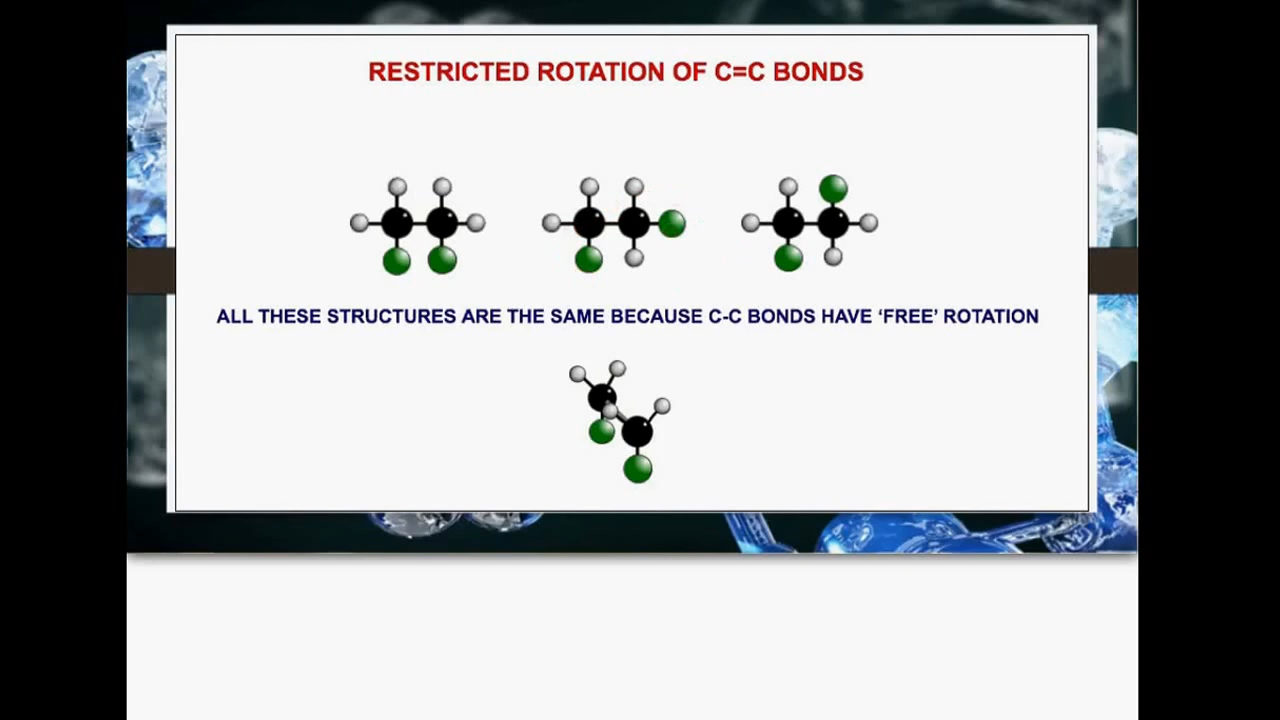 RESTRICTED ROTATION OF C=C BONDS
ALL THESE STRUCTURES ARE THE SAME BECAUSE C-C BONDS HAVE ‘FREE’ ROTATION